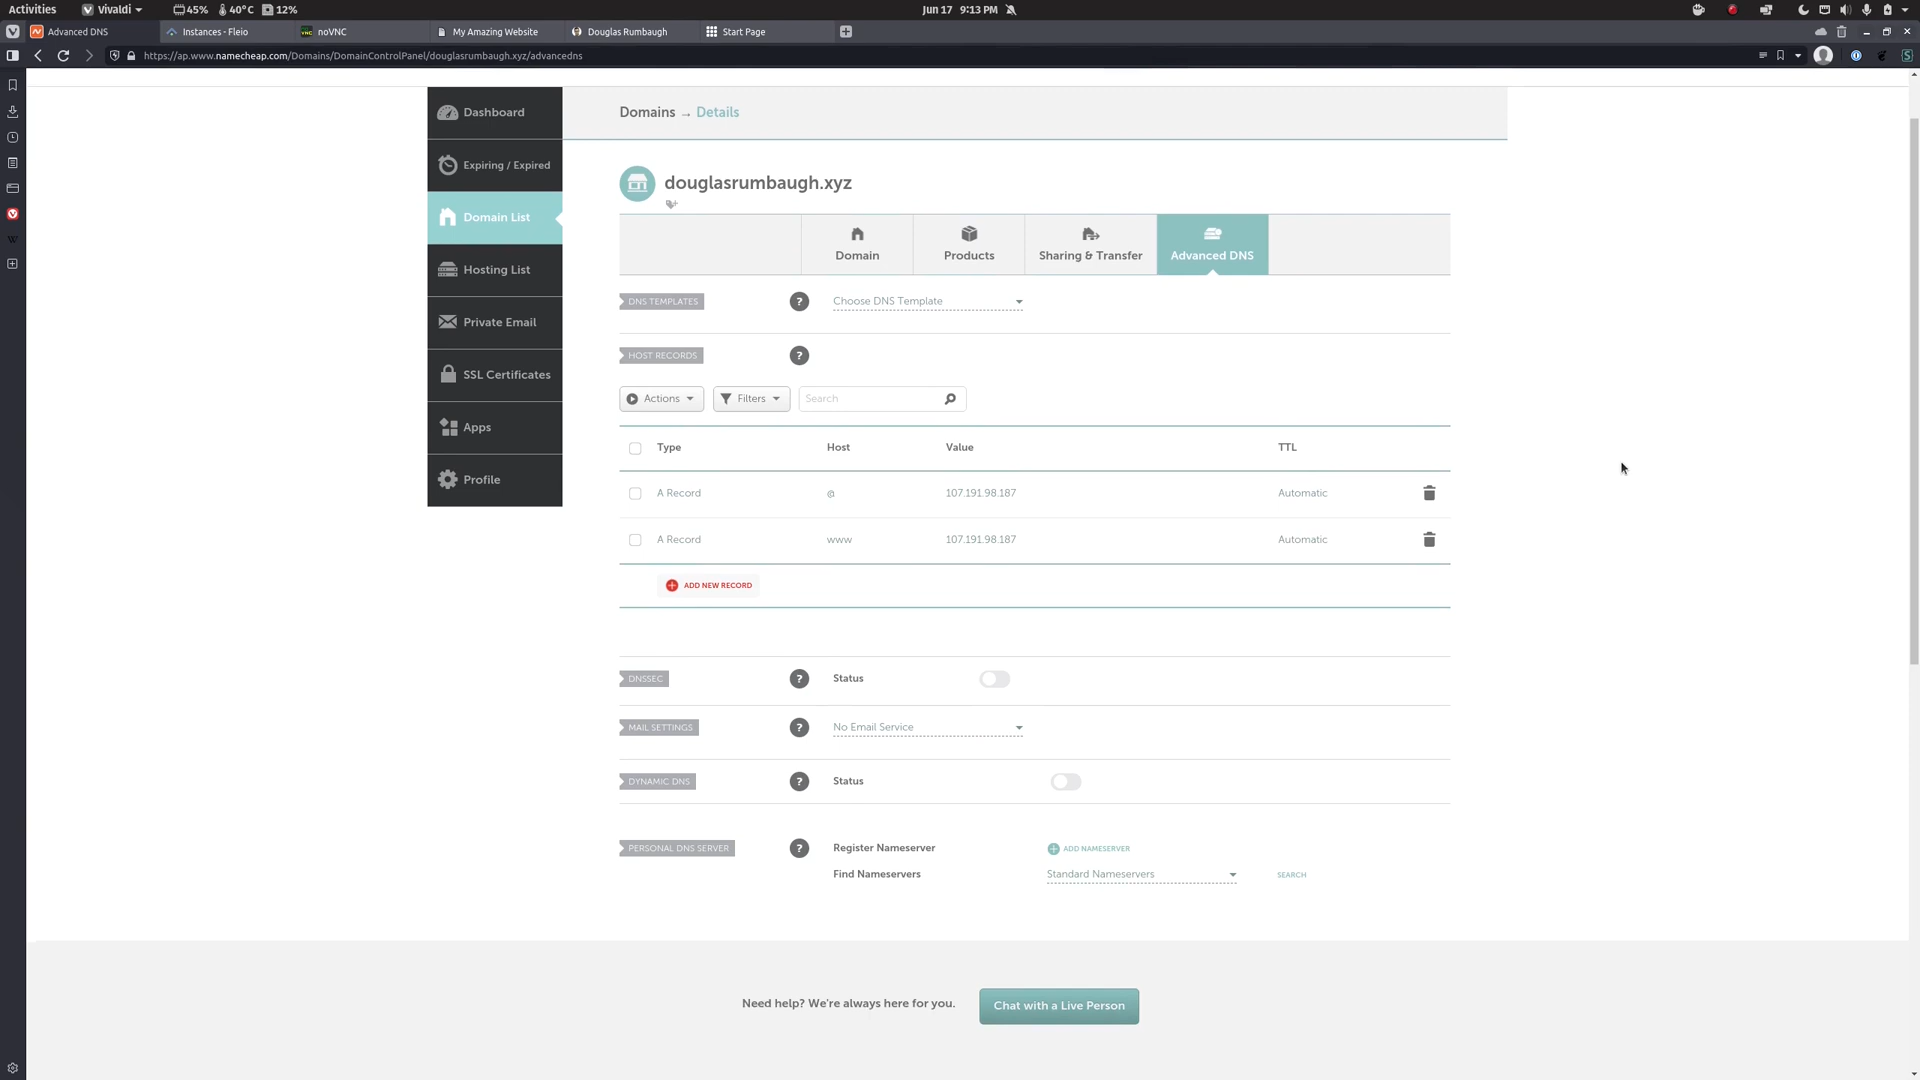 Activities Vivaldi 45% 40°C 12% Jun 17 9:13 PM
Advanced DNS Instances - Fleio noVNC My Amazing Website Douglas Rumbaugh Start Page
https://ap.www.namecheap.com/Domains/DomainControlPanel/douglasrumbaugh.xyz/advancedns
Dashboard
Expiring / Expired
Domain List
Hosting List
Private Email
SSL Certificates
Apps
Profile
Domains → Details
douglasrumbaugh.xyz
Domain Products Sharing & Transfer Advanced DNS
DNS TEMPLATES ? Choose DNS Template
HOST RECORDS ?
Actions Filters Search
Type Host Value TTL
A Record @ 107.191.98.187 Automatic
A Record www 107.191.98.187 Automatic
ADD NEW RECORD
DNSSEC ? Status
MAIL SETTINGS ? No Email Service
DYNAMIC DNS ? Status
PERSONAL DNS SERVER ? Register Nameserver ADD NAMESERVER
Find Nameservers Standard Nameservers SEARCH
Need help? We're always here for you. Chat with a Live Person